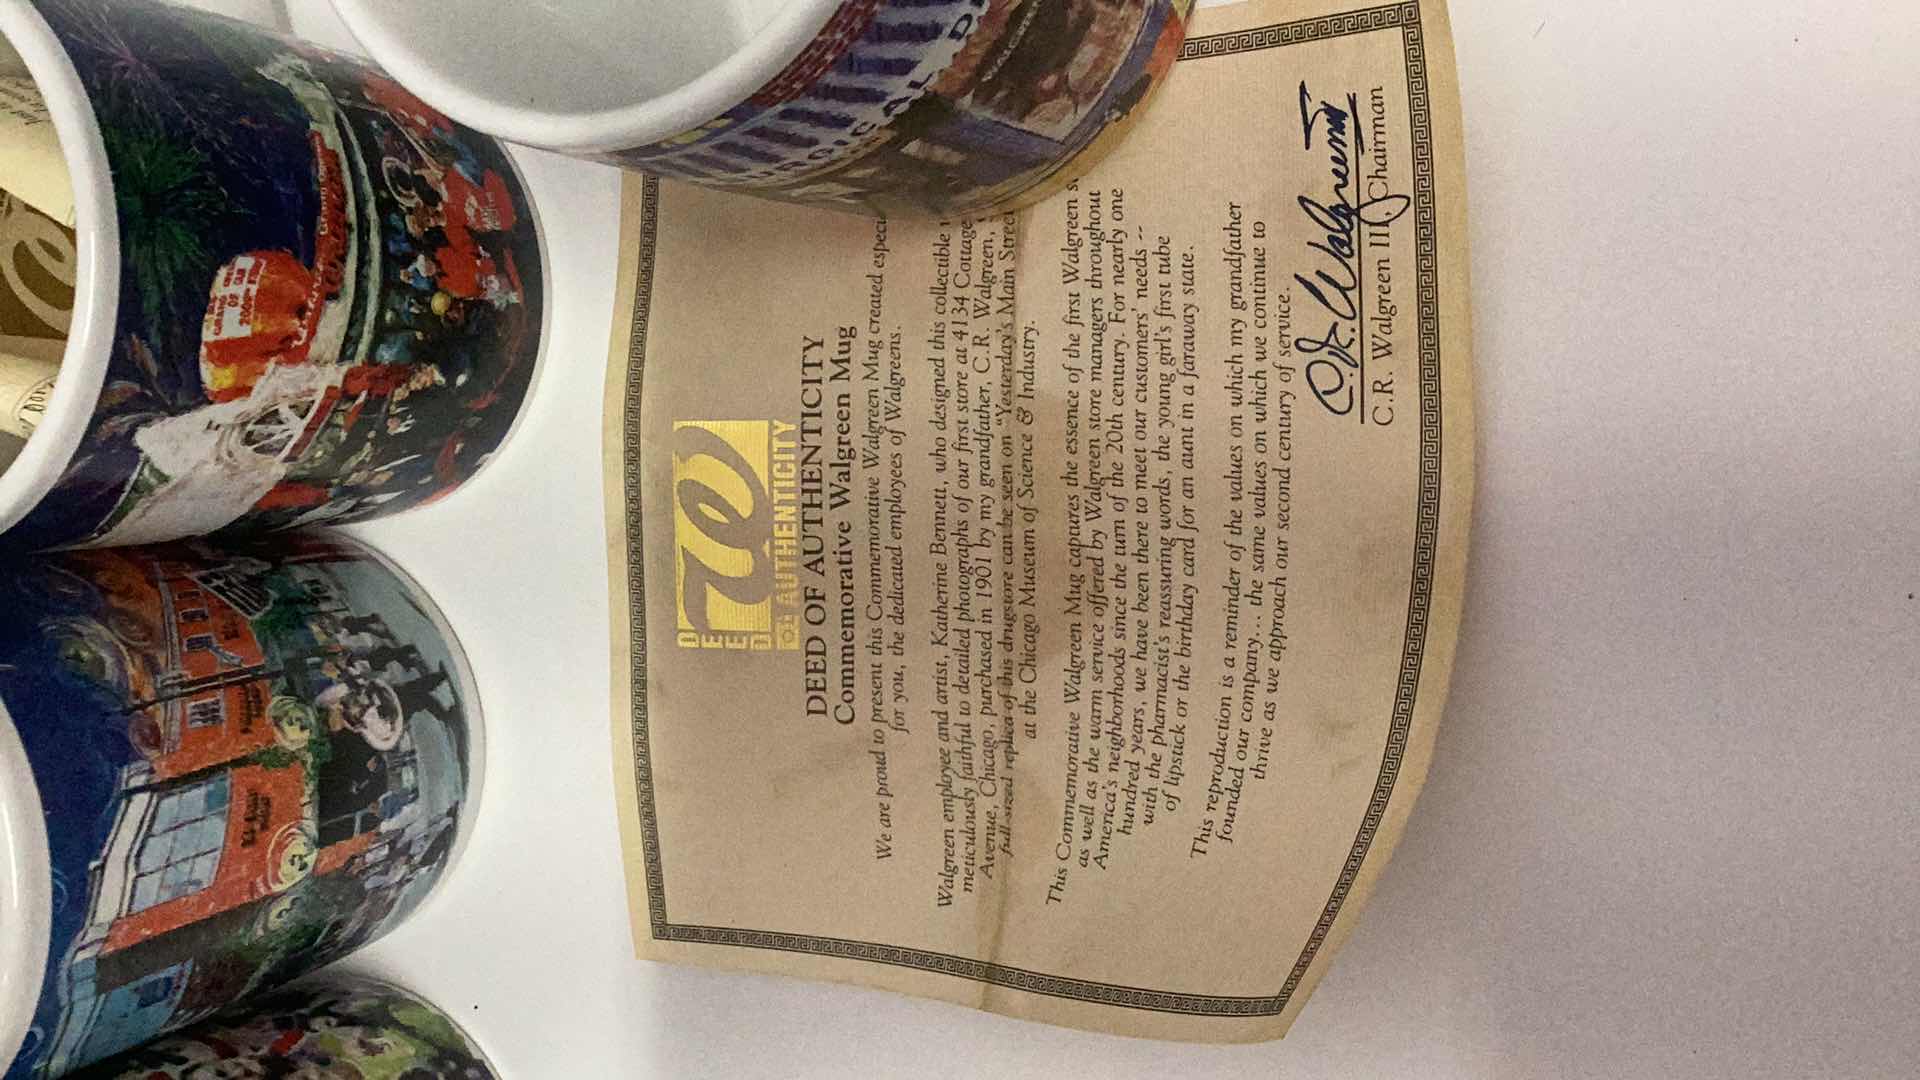 DEED
OF AUTHENTICITY
DEED OF AUTHENTICITY
Commemorative Walgreen Mug
We are proud to present this Commemorative Walgreen Mug created
for you, the dedicated employees of Walgreens.
Walgreen employee and artist, Katherine Bennett, who designed this collectible
meticulously faithful to detailed photographs of our first store at 4134 Cottage
Avenue, Chicago, purchased in 1901 by my grandfather, C.R. Walgreen,
full-sized replica of this drugstore can be seen on "Yesterday's Main Street
at the Chicago Museum of Science & Industry.
This Commemorative Walgreen Mug captures the essence of the first Walgreen
as well as the warm service offered by Walgreen store managers throughout
America's neighborhoods since the turn of the 20th century. For nearly one
hundred years, we have been there to meet our customers' needs --
with the pharmacist's reassuring words, the young girl's first tube
of lipstick or the birthday card for an aunt in a faraway state.
This reproduction is a reminder of the values on which my grandfather
founded our company... the same values on which we continue to
thrive as we approach our second century of service.
C.R. Walgreen III
C.R. Walgreen III, Chairman